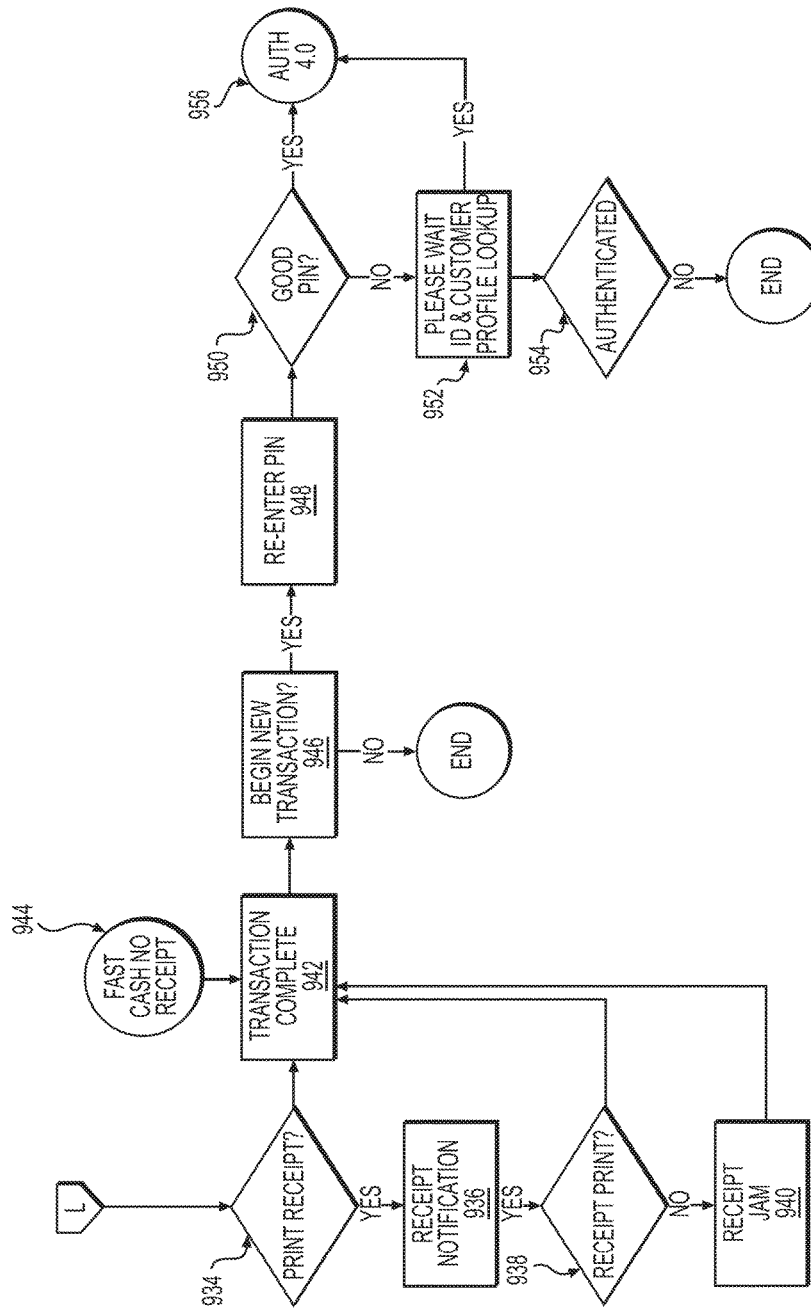 L
934
PRINT RECEIPT?
YES
RECEIPT
NOTIFICATION
936
YES
938
RECEIPT PRINT?
NO
RECEIPT
JAM
940
944
FAST
CASH NO
RECEIPT
TRANSACTION
COMPLETE
942
BEGIN NEW
TRANSACTION?
946
NO
END
YES
RE-ENTER PIN
948
950
GOOD
PIN?
YES
956
AUTH
4.0
NO
952
PLEASE WAIT
ID & CUSTOMER
PROFILE LOOKUP
YES
954
AUTHENTICATED
NO
END